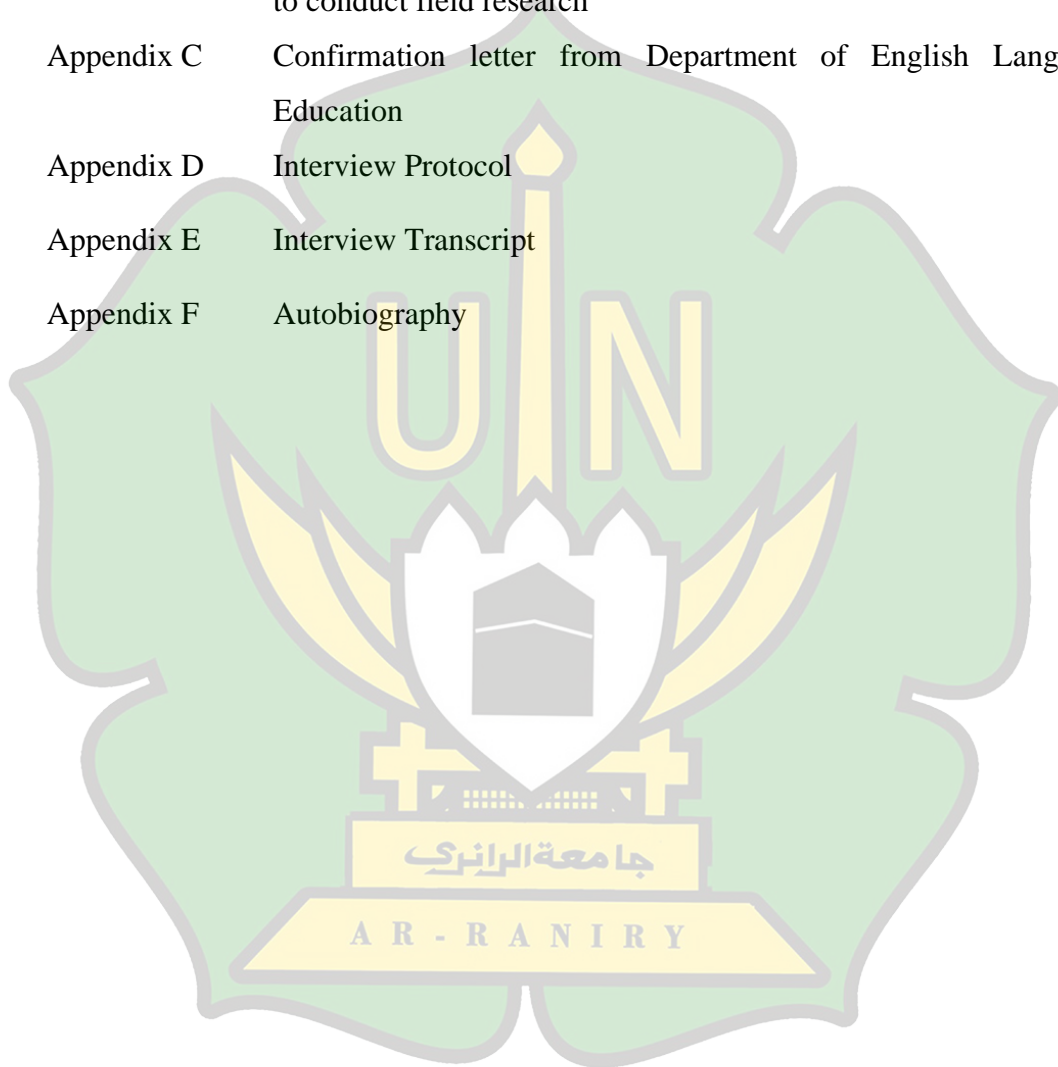 to conduct field research
Appendix C Confirmation letter from Department of English Lang
Education
Appendix D Interview Protocol
Appendix E Interview Transcript
Appendix F Autobiography
UIN
جامعة الرانري
AR-RANIRY